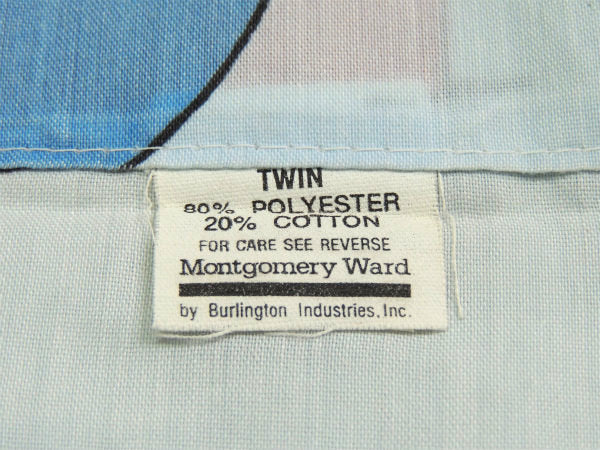 TWIN
80% POLYESTER
20% COTTON
FOR CARE SEE REVERSE
Montgomery Ward
by Burlington Industries, Inc.